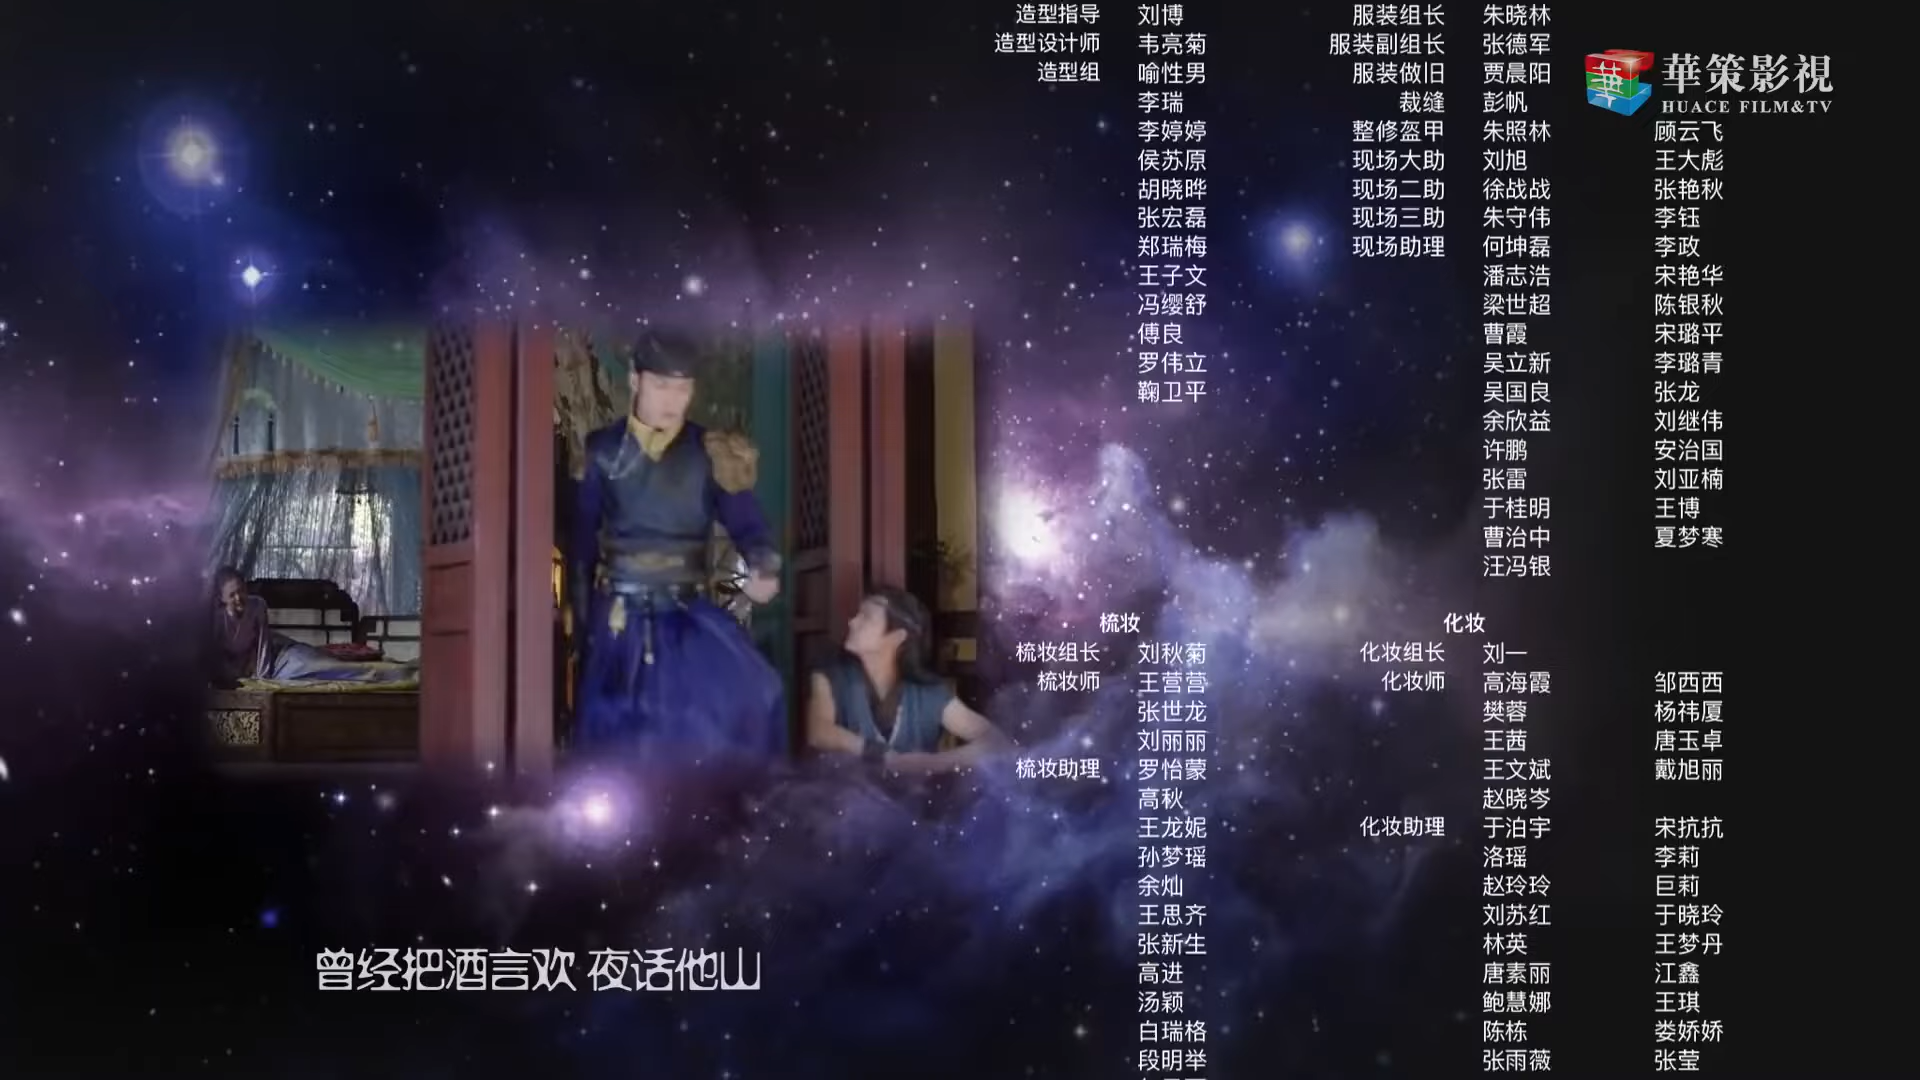 造型指导 刘博 服装组长 朱晓林
造型设计师 韦亮菊 服装副组长 张德军
造型组 喻性男 服装做旧 贾晨阳
李瑞 裁缝 彭帆
華策影視
HUACE FILM&TV
李婷婷 整修盔甲 朱照林 顾云飞
侯苏原 现场大助 刘旭 王大彪
胡晓晔 现场二助 徐战战 张艳秋
张宏磊 现场三助 朱守伟 李钰
郑瑞梅 现场助理 何坤磊 李政
王子文 潘志浩 宋艳华
冯缨舒 梁世超 陈银秋
傅良 曹霞 宋璐平
罗伟立 吴立新 李璐青
鞠卫平 吴国良 张龙
余欣益 刘继伟
许鹏 安治国
张雷 刘亚楠
于桂明 王博
曹治中 夏梦寒
汪冯银
梳妆 化妆
梳妆组长 刘秋菊 化妆组长 刘一
梳妆师 王营营 化妆师 高海霞 邹西西
张世龙 樊蓉 杨祎厦
刘丽丽 王茜 唐玉卓
梳妆助理 罗怡蒙 王文斌 戴旭丽
高秋 赵晓岑
王龙妮 化妆助理 于泊宇 宋抗抗
孙梦瑶 洛瑶 李莉
余灿 赵玲玲 巨莉
王思齐 刘苏红 于晓玲
张新生 林英 王梦丹
高进 唐素丽 江鑫
汤颖 鲍慧娜 王琪
白瑞格 陈栋 娄娇娇
段明举 张雨薇 张莹
曾经把酒言欢 夜话他山